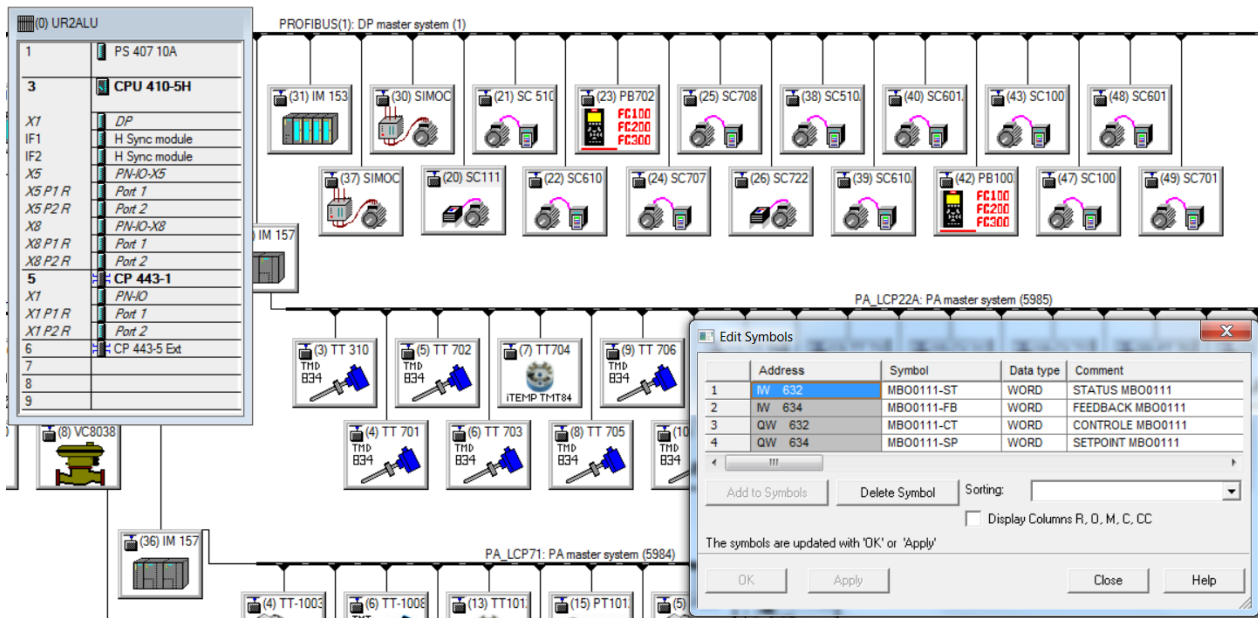 (0) UR2ALU
1 PS 407 10A
3 CPU 410-5H
X1 DP
IF1 H Sync module
IF2 H Sync module
X5 PN-IO-X5
X5 P1 R Port 1
X5 P2 R Port 2
X8 PN-IO-X8
X8 P1 R Port 1
X8 P2 R Port 2
5 CP 443-1
X1 PN-IO
X1 P1 R Port 1
X1 P2 R Port 2
6 CP 443-5 Ext
7
8
9
PROFIBUS(1): DP master system (1)
(31) IM 153
(30) SIMOC
(21) SC 510
(23) PB702
FC100
FC200
FC300
(25) SC708
(38) SC510.
(40) SC601.
(43) SC100
(48) SC601
(37) SIMOC
(20) SC111
(22) SC610
(24) SC707
(26) SC722
(39) SC610.
(42) PB100
FC100
FC200
FC300
(47) SC100
(49) SC701
) IM 157
PA_LCP22A: PA master system (5985)
(3) TT 310
TMD
834
(5) TT 702
TMD
834
(7) TT704
iTEMP TMT84
(9) TT 706
TMD
834
(4) TT 701
TMD
834
(6) TT 703
TMD
834
(8) TT 705
TMD
834
(10
TMD
834
(8) VC8038
(36) IM 157
PA_LCP71: PA master system (5984)
(4) TT-1003
(6) TT-1008
(13) TT101.
(15) PT101.
(5)
Edit Symbols
Address Symbol Data type Comment
1 IW 632 MBO0111-ST WORD STATUS MBO0111
2 IW 634 MBO0111-FB WORD FEEDBACK MBO0111
3 QW 632 MBO0111-CT WORD CONTROLE MBO0111
4 QW 634 MBO0111-SP WORD SETPOINT MBO0111
Add to Symbols Delete Symbol Sorting:
Display Columns R, O, M, C, CC
The symbols are updated with 'OK' or 'Apply'
OK Apply Close Help